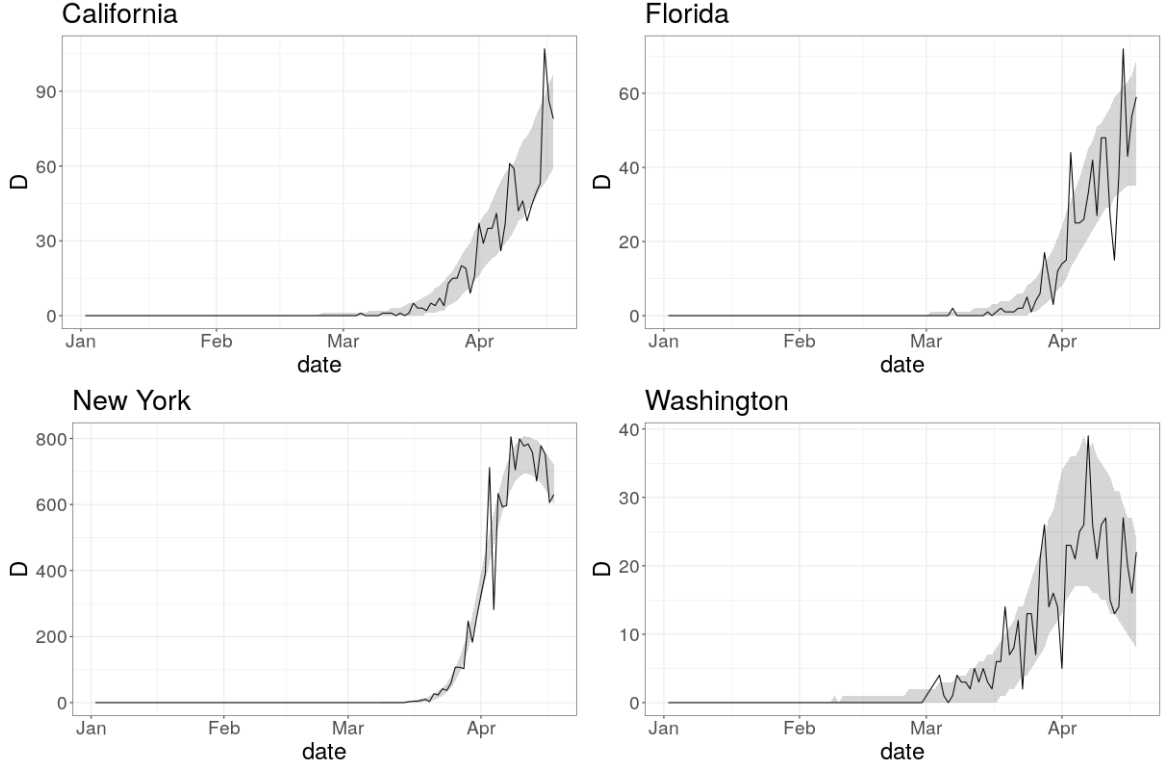 California
90
60
30
0
D
Jan Feb Mar Apr
date
Florida
60
40
20
0
D
Jan Feb Mar Apr
date
New York
800
600
400
200
0
D
Jan Feb Mar Apr
date
Washington
40
30
20
10
0
D
Jan Feb Mar Apr
date